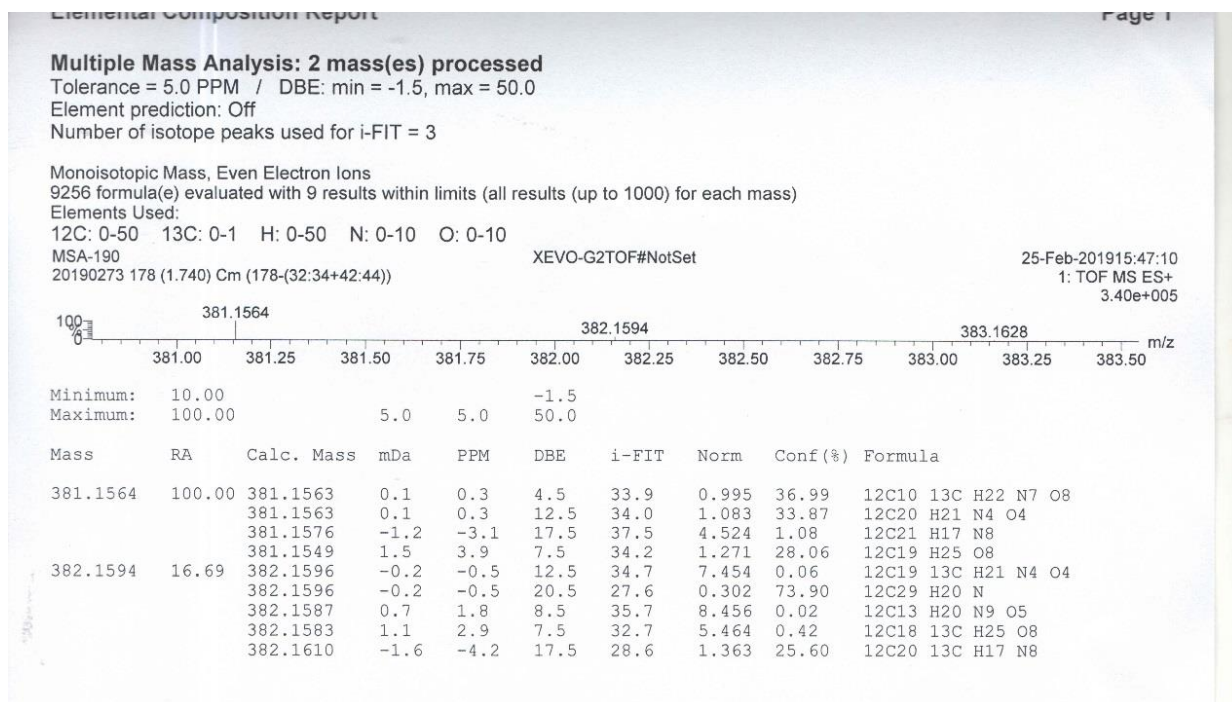 Elemental Composition Report Page 1
Multiple Mass Analysis: 2 mass(es) processed
Tolerance = 5.0 PPM / DBE: min = -1.5, max = 50.0
Element prediction: Off
Number of isotope peaks used for i-FIT = 3
Monoisotopic Mass, Even Electron Ions
9256 formula(e) evaluated with 9 results within limits (all results (up to 1000) for each mass)
Elements Used:
12C: 0-50 13C: 0-1 H: 0-50 N: 0-10 O: 0-10
MSA-190 XEVO-G2TOF#NotSet 25-Feb-201915:47:10
20190273 178 (1.740) Cm (178-(32:34+42:44)) 1: TOF MS ES+
3.40e+005
381.1564 382.1594 383.1628
100
%
0 m/z
381.00 381.25 381.50 381.75 382.00 382.25 382.50 382.75 383.00 383.25 383.50
Minimum: 10.00 -1.5
Maximum: 100.00 5.0 5.0 50.0
Mass RA Calc. Mass mDa PPM DBE i-FIT Norm Conf(%) Formula
381.1564 100.00 381.1563 0.1 0.3 4.5 33.9 0.995 36.99 12C10 13C H22 N7 O8
381.1563 0.1 0.3 12.5 34.0 1.083 33.87 12C20 H21 N4 O4
381.1576 -1.2 -3.1 17.5 37.5 4.524 1.08 12C21 H17 N8
381.1549 1.5 3.9 7.5 34.2 1.271 28.06 12C19 H25 O8
382.1594 16.69 382.1596 -0.2 -0.5 12.5 34.7 7.454 0.06 12C19 13C H21 N4 O4
382.1596 -0.2 -0.5 20.5 27.6 0.302 73.90 12C29 H20 N
382.1587 0.7 1.8 8.5 35.7 8.456 0.02 12C13 H20 N9 O5
382.1583 1.1 2.9 7.5 32.7 5.464 0.42 12C18 13C H25 O8
382.1610 -1.6 -4.2 17.5 28.6 1.363 25.60 12C20 13C H17 N8